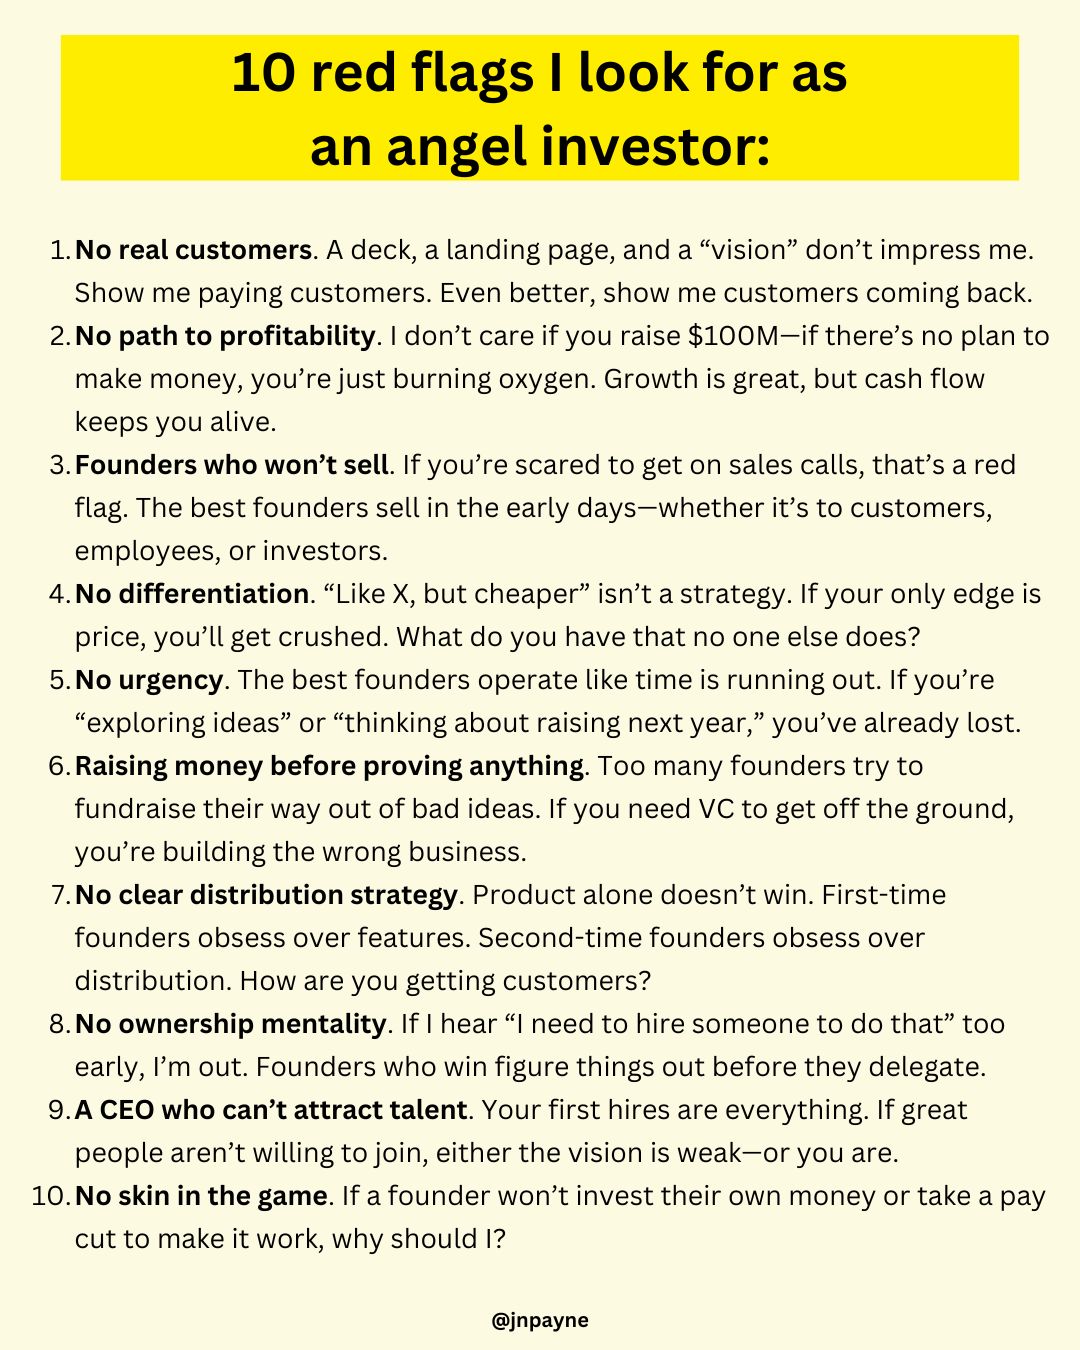 10 red flags I look for as
an angel investor:
1. No real customers. A deck, a landing page, and a “vision” don’t impress me.
Show me paying customers. Even better, show me customers coming back.
2. No path to profitability. I don’t care if you raise $100M—if there’s no plan to
make money, you’re just burning oxygen. Growth is great, but cash flow
keeps you alive.
3. Founders who won’t sell. If you’re scared to get on sales calls, that’s a red
flag. The best founders sell in the early days—whether it’s to customers,
employees, or investors.
4. No differentiation. “Like X, but cheaper” isn’t a strategy. If your only edge is
price, you’ll get crushed. What do you have that no one else does?
5. No urgency. The best founders operate like time is running out. If you’re
“exploring ideas” or “thinking about raising next year,” you’ve already lost.
6. Raising money before proving anything. Too many founders try to
fundraise their way out of bad ideas. If you need VC to get off the ground,
you’re building the wrong business.
7. No clear distribution strategy. Product alone doesn’t win. First-time
founders obsess over features. Second-time founders obsess over
distribution. How are you getting customers?
8. No ownership mentality. If I hear “I need to hire someone to do that” too
early, I’m out. Founders who win figure things out before they delegate.
9. A CEO who can’t attract talent. Your first hires are everything. If great
people aren’t willing to join, either the vision is weak—or you are.
10. No skin in the game. If a founder won’t invest their own money or take a pay
cut to make it work, why should I?
@jnpayne